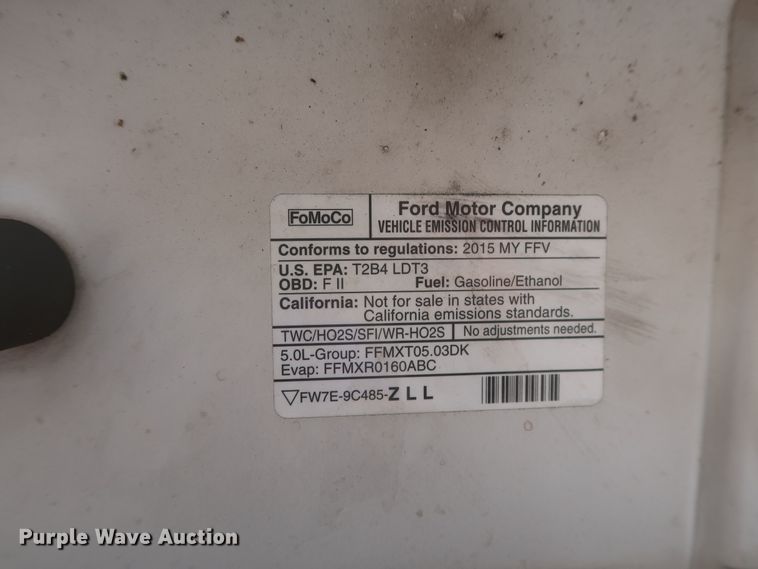 FoMoCo
Ford Motor Company
VEHICLE EMISSION CONTROL INFORMATION
Conforms to regulations: 2015 MY FFV
U.S. EPA: T2B4 LDT3
OBD: F II Fuel: Gasoline/Ethanol
California: Not for sale in states with
California emissions standards.
TWC/HO2S/SFI/WR-HO2S No adjustments needed.
5.0L-Group: FFMXT05.03DK
Evap: FFMXR0160ABC
FW7E-9C485-ZLL
Purple Wave Auction